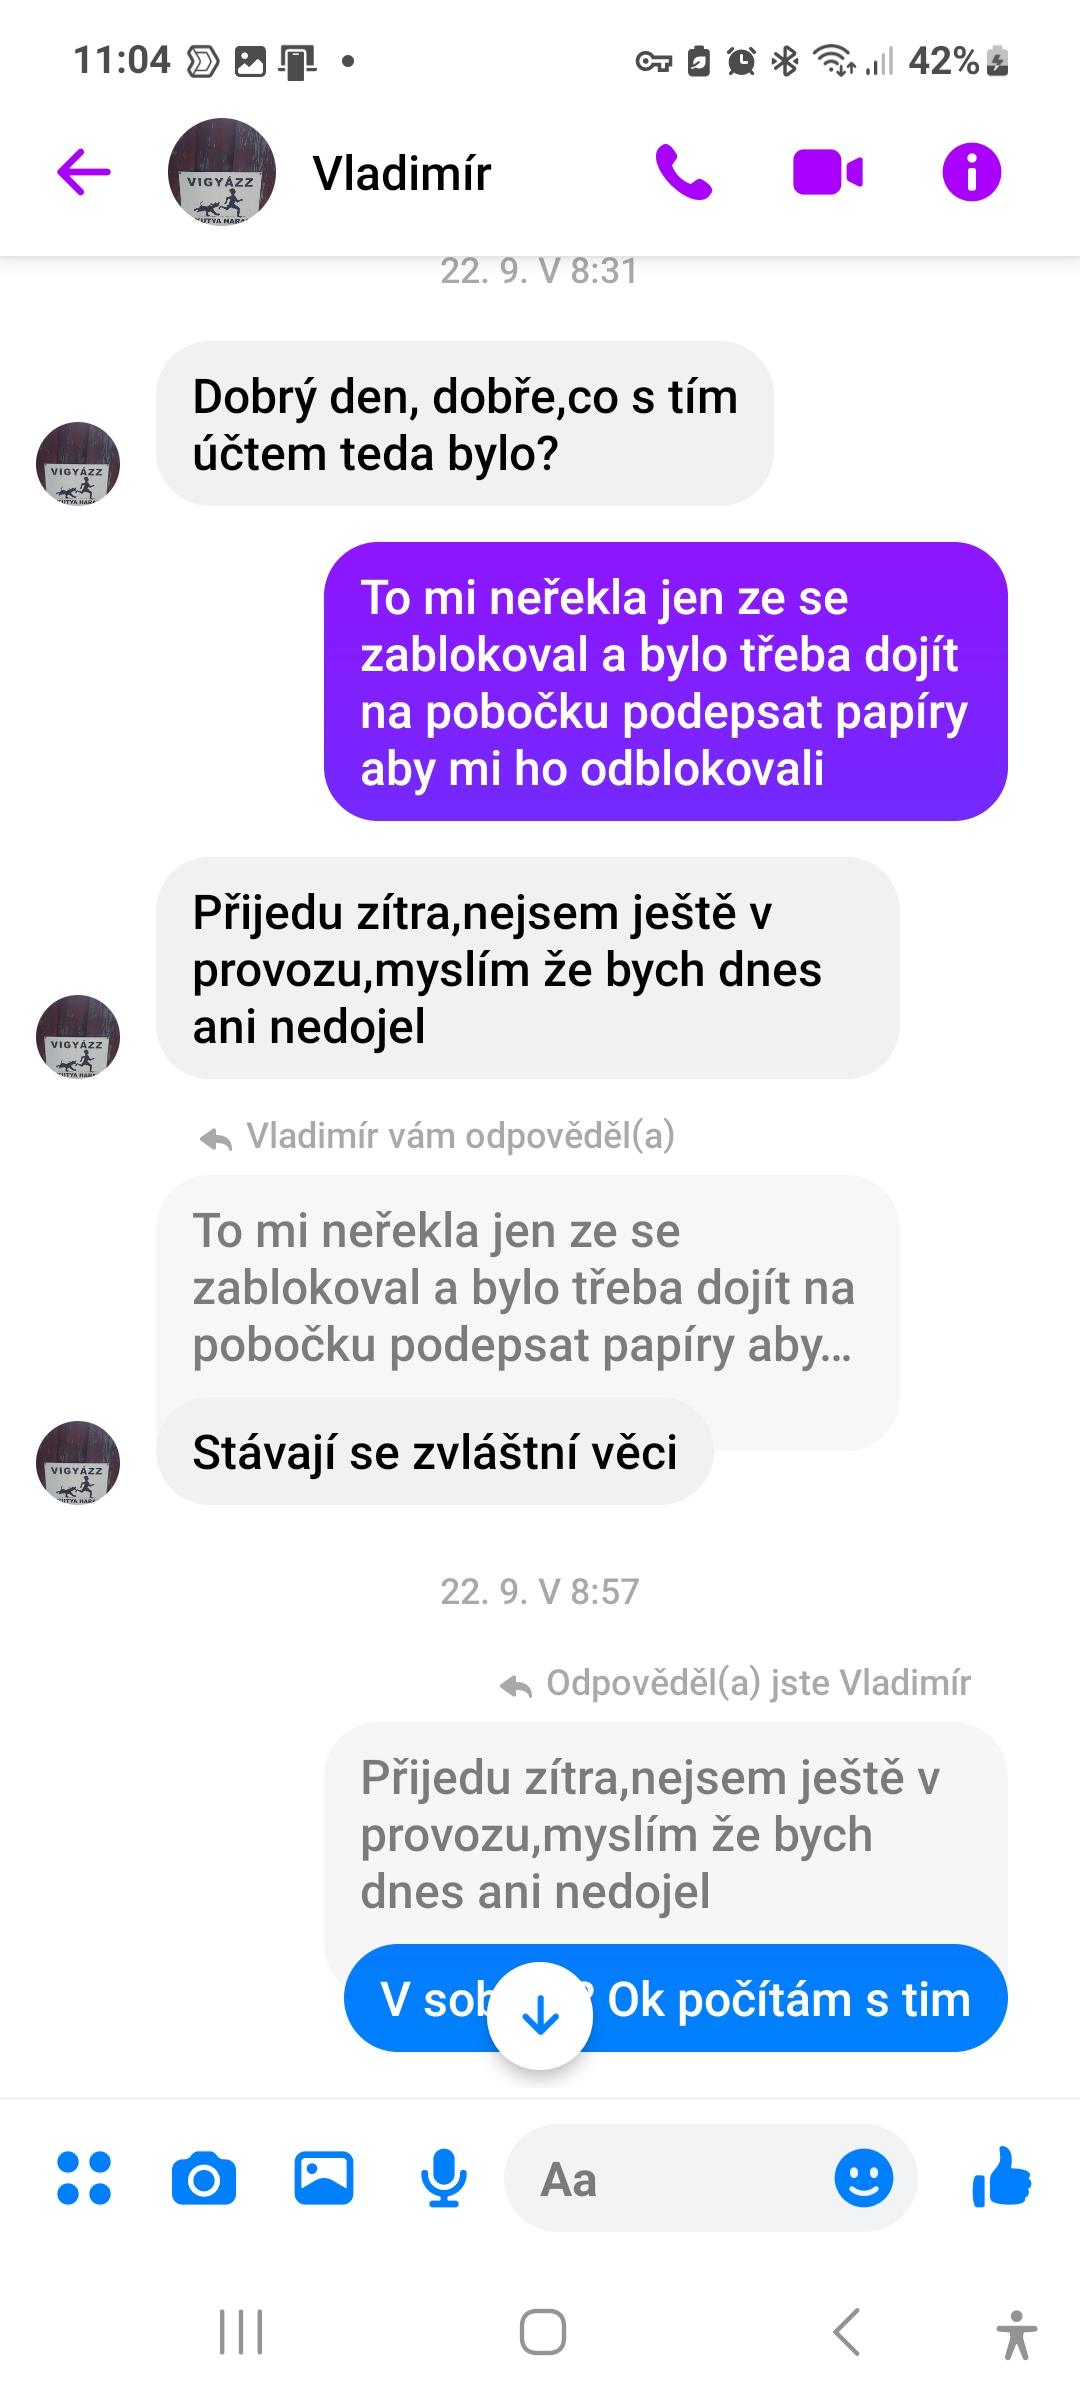 11:04
42%
Vladimír
22. 9. V 8:31
Dobrý den, dobře,co s tím
účtem teda bylo?
To mi neřekla jen ze se
zablokoval a bylo třeba dojít
na pobočku podepsat papíry
aby mi ho odblokovali
Přijedu zítra,nejsem ještě v
provozu,myslím že bych dnes
ani nedojel
Vladimír vám odpověděl(a)
To mi neřekla jen ze se
zablokoval a bylo třeba dojít na
pobočku podepsat papíry aby…
Stávají se zvláštní věci
22. 9. V 8:57
Odpověděl(a) jste Vladimír
Přijedu zítra,nejsem ještě v
provozu,myslím že bych
dnes ani nedojel
V Ok počítám s tim
Aa
VIGYÁZZ